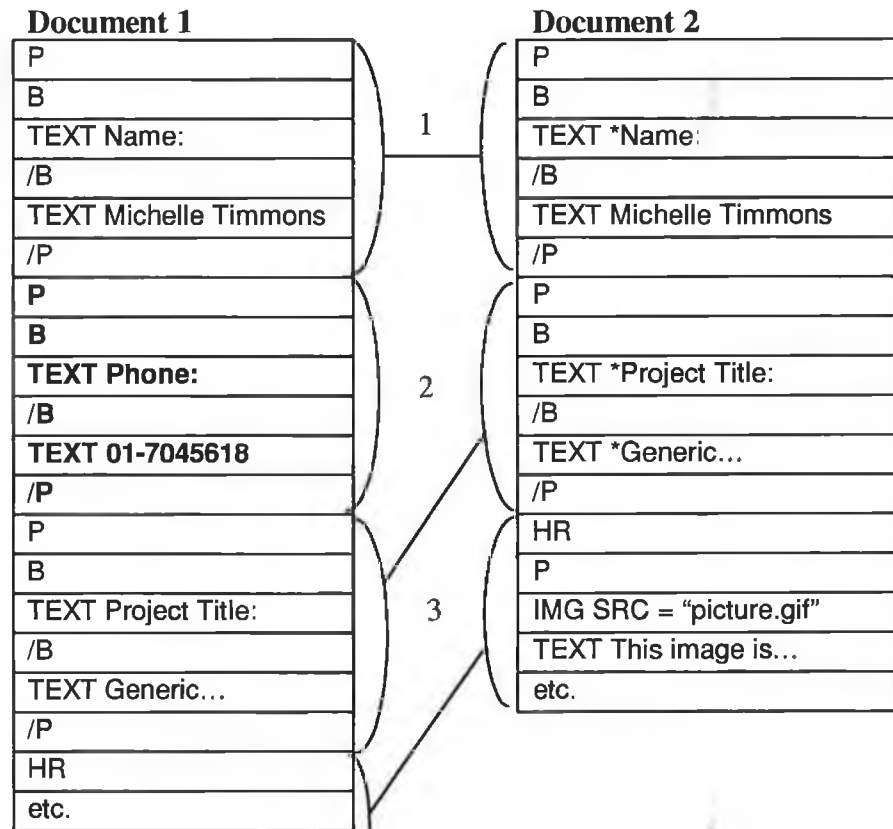 Document 1
P
B
TEXT Name:
/B
TEXT Michelle Timmons
/P
P
B
TEXT Phone:
/B
TEXT 01-7045618
/P
P
B
TEXT Project Title:
/B
TEXT Generic...
/P
HR
etc.
1
2
3
Document 2
P
B
TEXT *Name:
/B
TEXT Michelle Timmons
/P
P
B
TEXT *Project Title:
/B
TEXT *Generic...
/P
HR
P
IMG SRC = “picture.gif”
TEXT This image is...
etc.